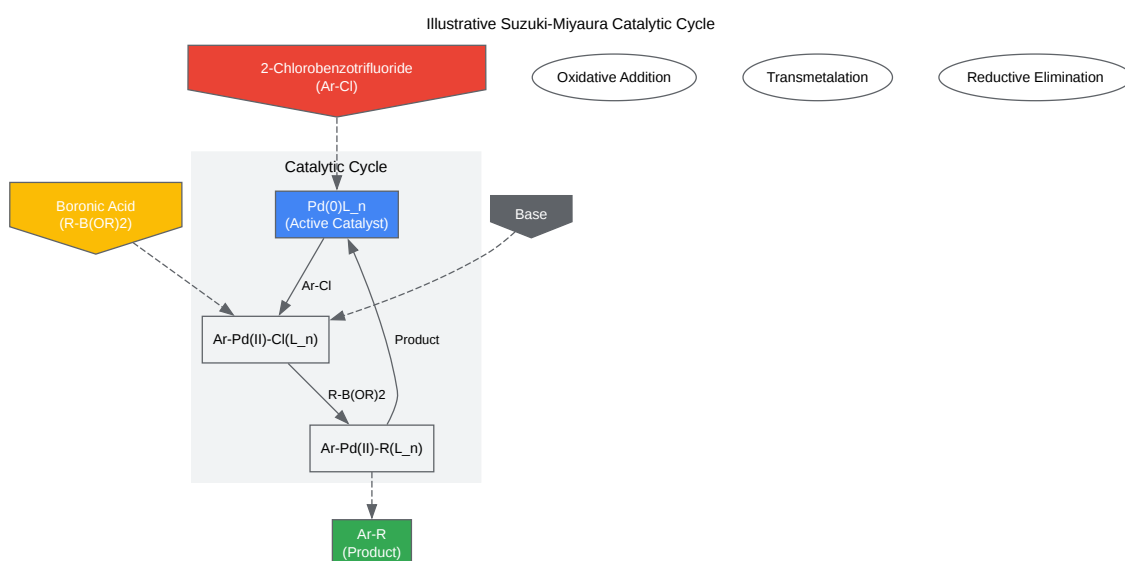 Illustrative Suzuki-Miyaura Catalytic Cycle
2-Chlorobenzotrifluoride
(Ar-Cl)
Oxidative Addition
Transmetalation
Reductive Elimination
Catalytic Cycle
Boronic Acid
(R-B(OR)2)
Pd(0)L_n
(Active Catalyst)
Base
Ar-Cl
Ar-Pd(II)-Cl(L_n)
Product
R-B(OR)2
Ar-Pd(II)-R(L_n)
Ar-R
(Product)